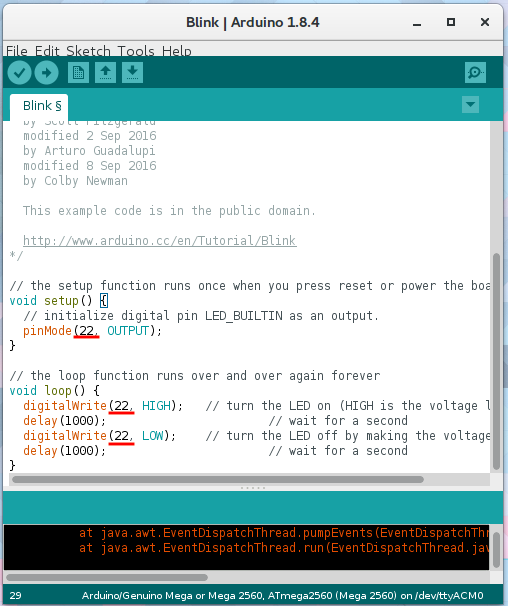 Blink | Arduino 1.8.4
File Edit Sketch Tools Help
Blink §
by Scott Fitzgerald
modified 2 Sep 2016
by Arturo Guadalupi
modified 8 Sep 2016
by Colby Newman
This example code is in the public domain.
http://www.arduino.cc/en/Tutorial/Blink
*/
// the setup function runs once when you press reset or power the boa
void setup() {
// initialize digital pin LED_BUILTIN as an output.
pinMode(22, OUTPUT);
}
// the loop function runs over and over again forever
void loop() {
digitalWrite(22, HIGH);   // turn the LED on (HIGH is the voltage l
delay(1000);                       // wait for a second
digitalWrite(22, LOW);    // turn the LED off by making the voltage
delay(1000);                       // wait for a second
}
at java.awt.EventDispatchThread.pumpEvents(EventDispatchThr
at java.awt.EventDispatchThread.run(EventDispatchThread.jav
29 Arduino/Genuino Mega or Mega 2560, ATmega2560 (Mega 2560) on /dev/ttyACM0